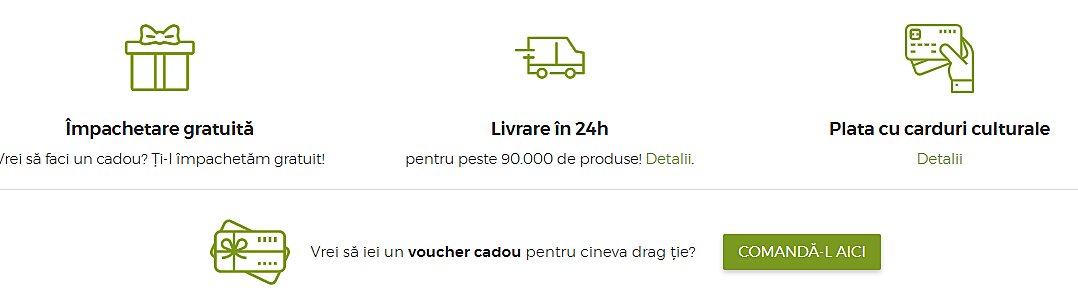 Împachetare gratuită
Vrei să faci un cadou? Ți-l împachetăm gratuit!
Livrare în 24h
pentru peste 90.000 de produse! Detalii.
Plata cu carduri culturale
Detalii
Vrei să iei un voucher cadou pentru cineva drag ție?
COMANDĂ-L AICI